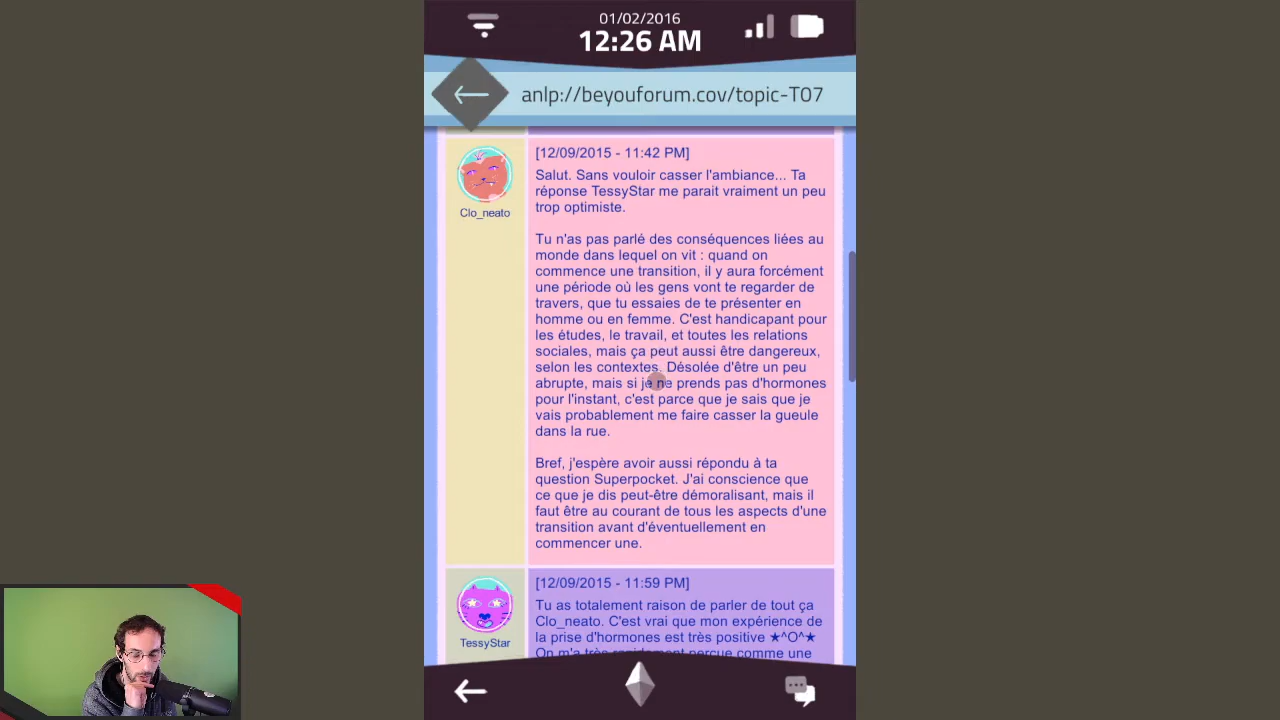 01/02/2016
12:26 AM
anlp://beyouforum.cov/topic-T07
[12/09/2015 - 11:42 PM]
Clo_neato
Salut. Sans vouloir casser l'ambiance... Ta
réponse TessyStar me parait vraiment un peu
trop optimiste.
Tu n'as pas parlé des conséquences liées au
monde dans lequel on vit : quand on
commence une transition, il y aura forcément
une période où les gens vont te regarder de
travers, que tu essaies de te présenter en
homme ou en femme. C'est handicapant pour
les études, le travail, et toutes les relations
sociales, mais ça peut aussi être dangereux,
selon les contextes. Désolée d'être un peu
abrupte, mais si je ne prends pas d'hormones
pour l'instant, c'est parce que je sais que je
vais probablement me faire casser la gueule
dans la rue.
Bref, j'espère avoir aussi répondu à ta
question Superpocket. J'ai conscience que
ce que je dis peut-être démoralisant, mais il
faut être au courant de tous les aspects d'une
transition avant d'éventuellement en
commencer une.
[12/09/2015 - 11:59 PM]
TessyStar
Tu as totalement raison de parler de tout ça
Clo_neato. C'est vrai que mon expérience de
la prise d'hormones est très positive ★^O^★
On m'a très rapidement perçue comme une